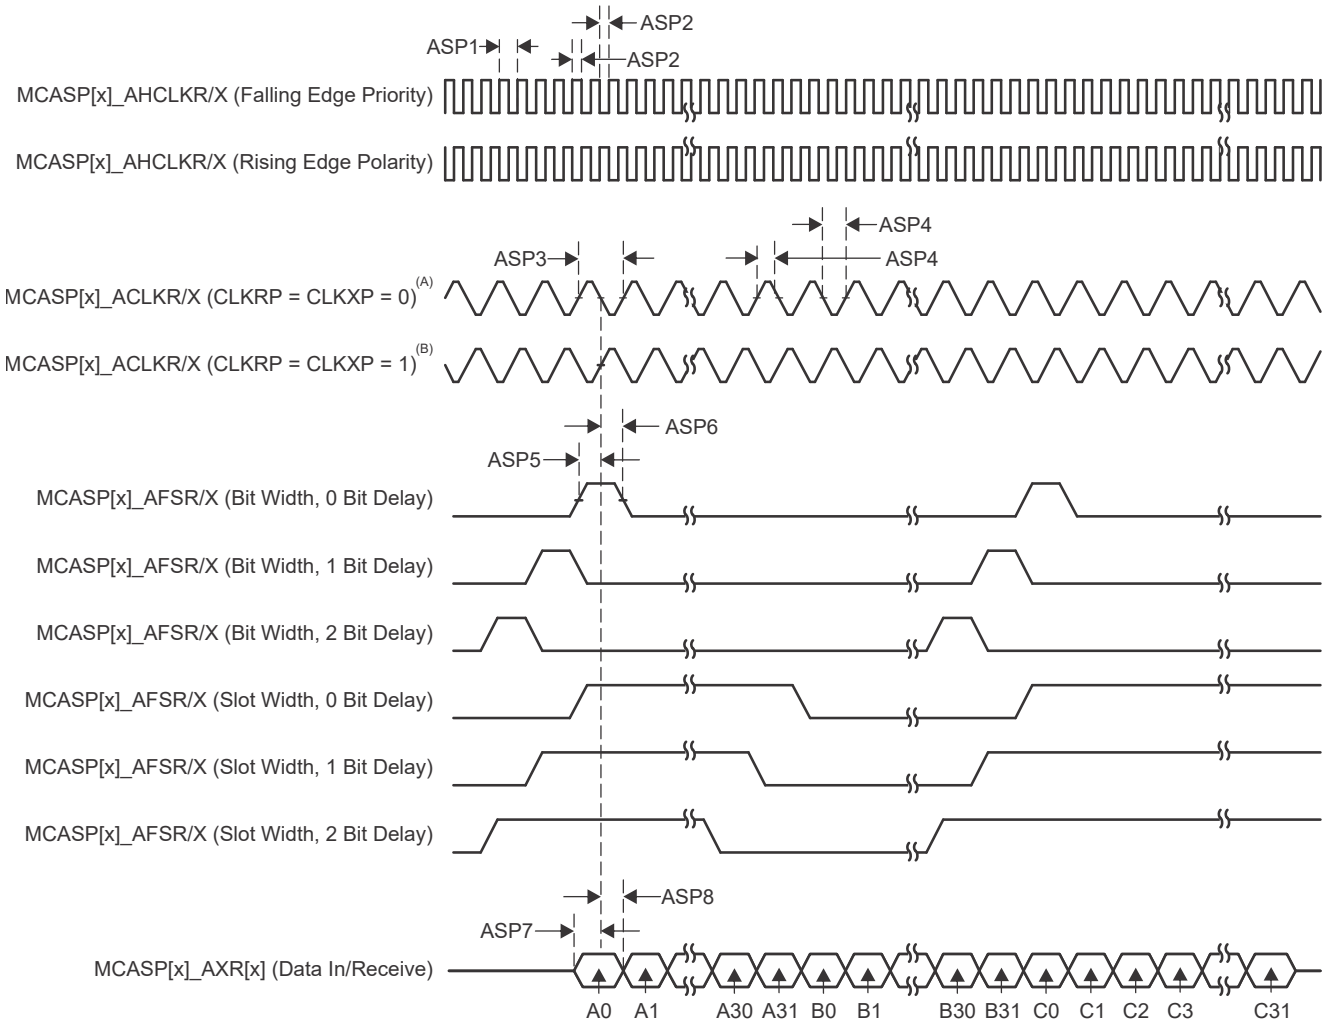 ASP2
ASP1
ASP2
MCASP[x]_AHCLKR/X (Falling Edge Priority)
MCASP[x]_AHCLKR/X (Rising Edge Polarity)
ASP4
ASP3
ASP4
MCASP[x]_ACLKR/X (CLKRP = CLKXP = 0)(A)
MCASP[x]_ACLKR/X (CLKRP = CLKXP = 1)(B)
ASP6
ASP5
MCASP[x]_AFSR/X (Bit Width, 0 Bit Delay)
MCASP[x]_AFSR/X (Bit Width, 1 Bit Delay)
MCASP[x]_AFSR/X (Bit Width, 2 Bit Delay)
MCASP[x]_AFSR/X (Slot Width, 0 Bit Delay)
MCASP[x]_AFSR/X (Slot Width, 1 Bit Delay)
MCASP[x]_AFSR/X (Slot Width, 2 Bit Delay)
ASP8
ASP7
MCASP[x]_AXR[x] (Data In/Receive)
A0 A1 A30 A31 B0 B1 B30 B31 C0 C1 C2 C3 C31